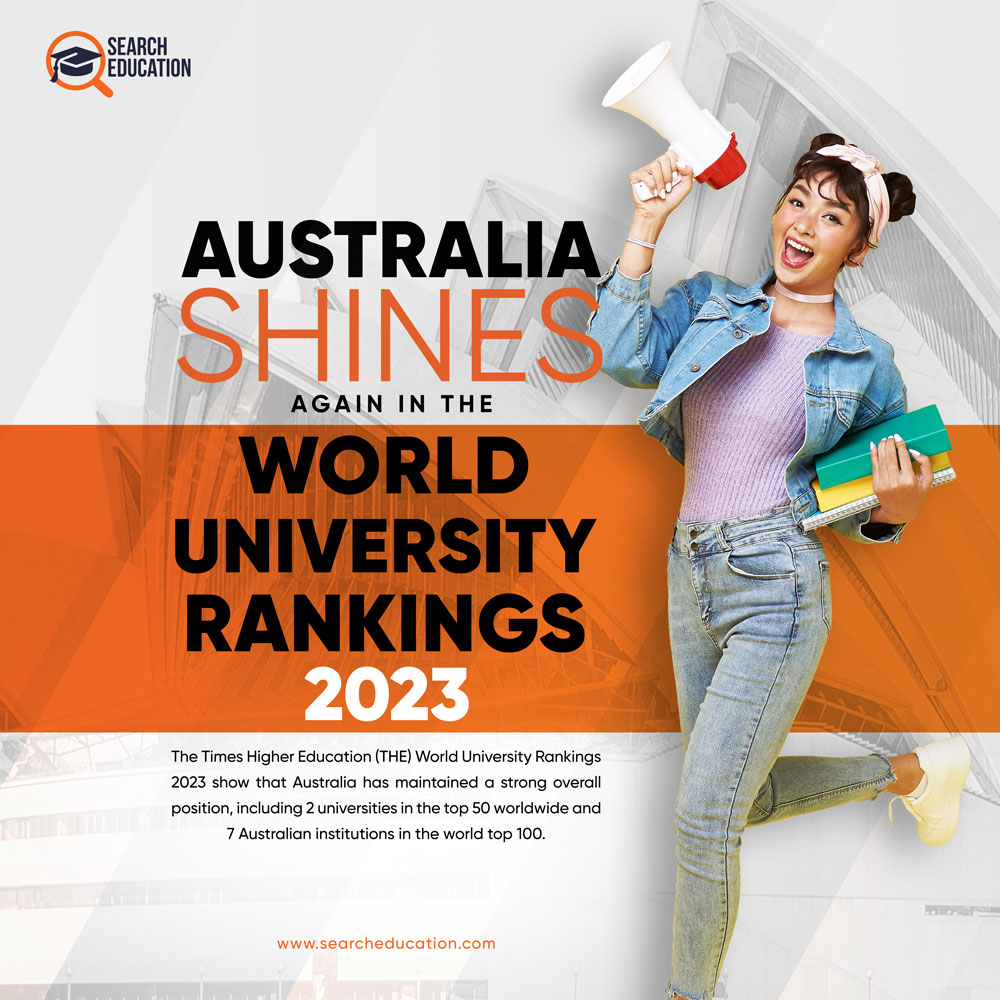 SEARCH
EDUCATION
AUSTRALIA
SHINES
AGAIN IN THE
WORLD
UNIVERSITY
RANKINGS
2023
The Times Higher Education (THE) World University Rankings
2023 show that Australia has maintained a strong overall
position, including 2 universities in the top 50 worldwide and
7 Australian institutions in the world top 100.
www.searcheducation.com